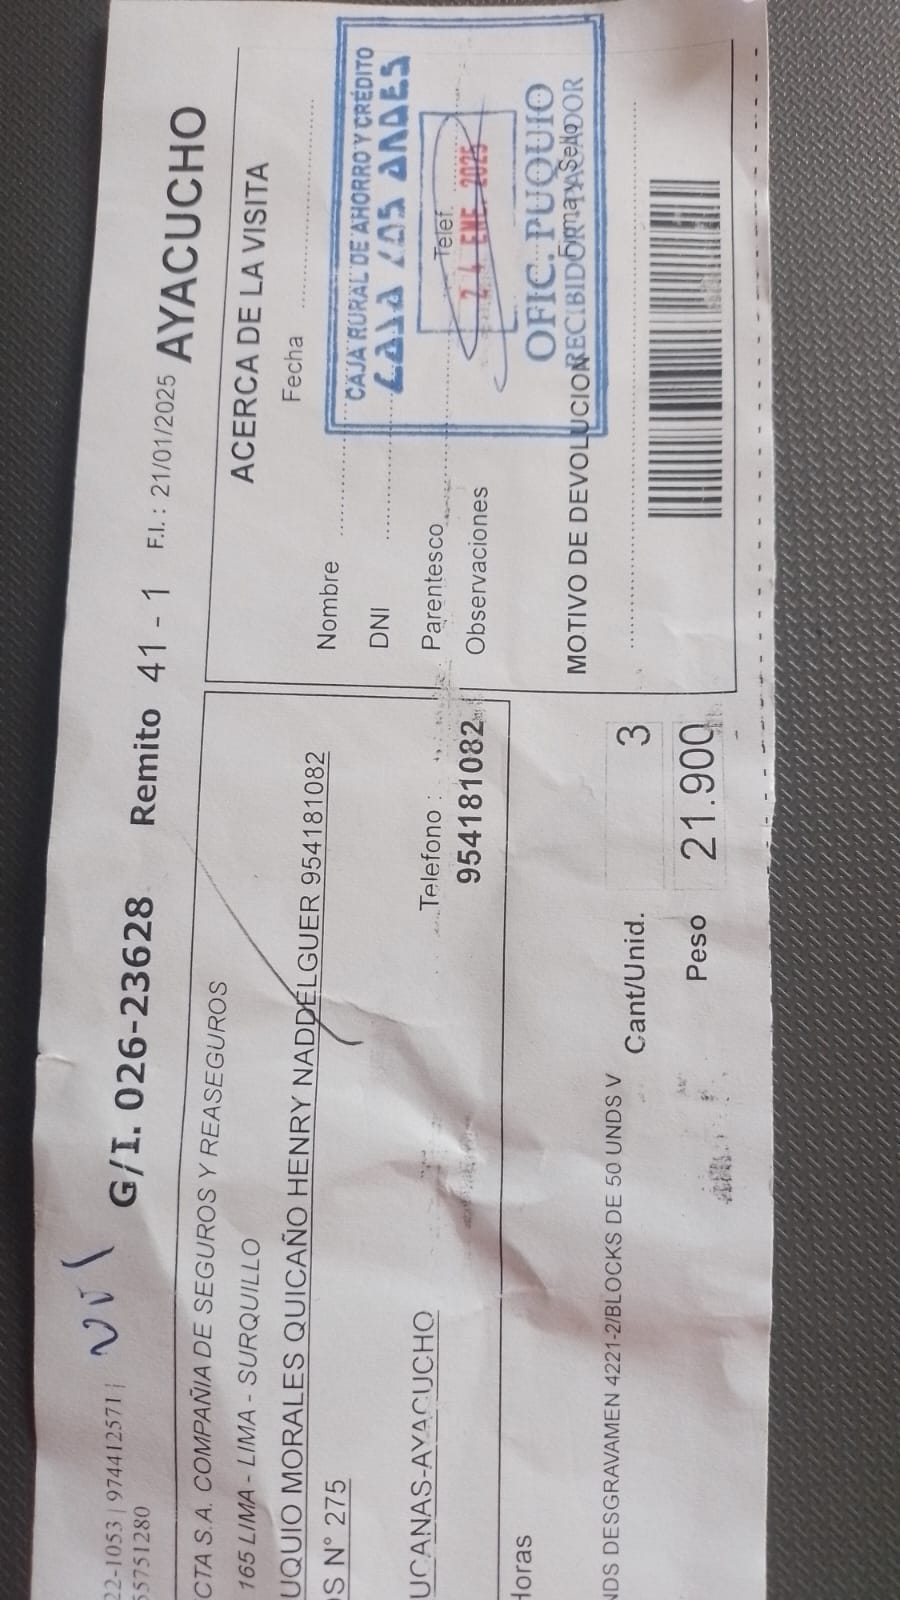 22-1053 | 974412571 |
55751280
G/I. 026-23628 Remito 41 - 1 F.I. : 21/01/2025 AYACUCHO
CTA S.A. COMPAÑIA DE SEGUROS Y REASEGUROS
165 LIMA - LIMA - SURQUILLO
UQUIO MORALES QUICAÑO HENRY NADDELGUER 954181082
OS N° 275
UCANAS-AYACUCHO
Telefono :
954181082
Horas
NDS DESGRAVAMEN 4221-2/BLOCKS DE 50 UNDS V
Cant/Unid. 3
Peso 21.900
ACERCA DE LA VISITA
Fecha
Nombre
DNI
Parentesco
Telef.
Observaciones
Firma y Sello
MOTIVO DE DEVOLUCION
CAJA RURAL DE AHORRO Y CRÉDITO
CAJA LOS ANDES
24 ENE. 2025
OFIC. PUQUIO
RECIBIDOR PAGADOR